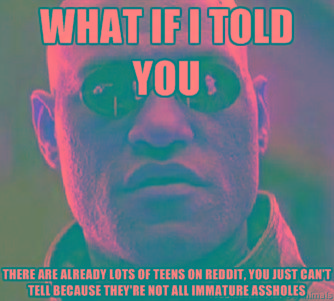 WHAT IF I TOLD
YOU
THERE ARE ALREADY LOTS OF TEENS ON REDDIT, YOU JUST CAN'T
TELL BECAUSE THEY'RE NOT ALL IMMATURE ASSHOLES